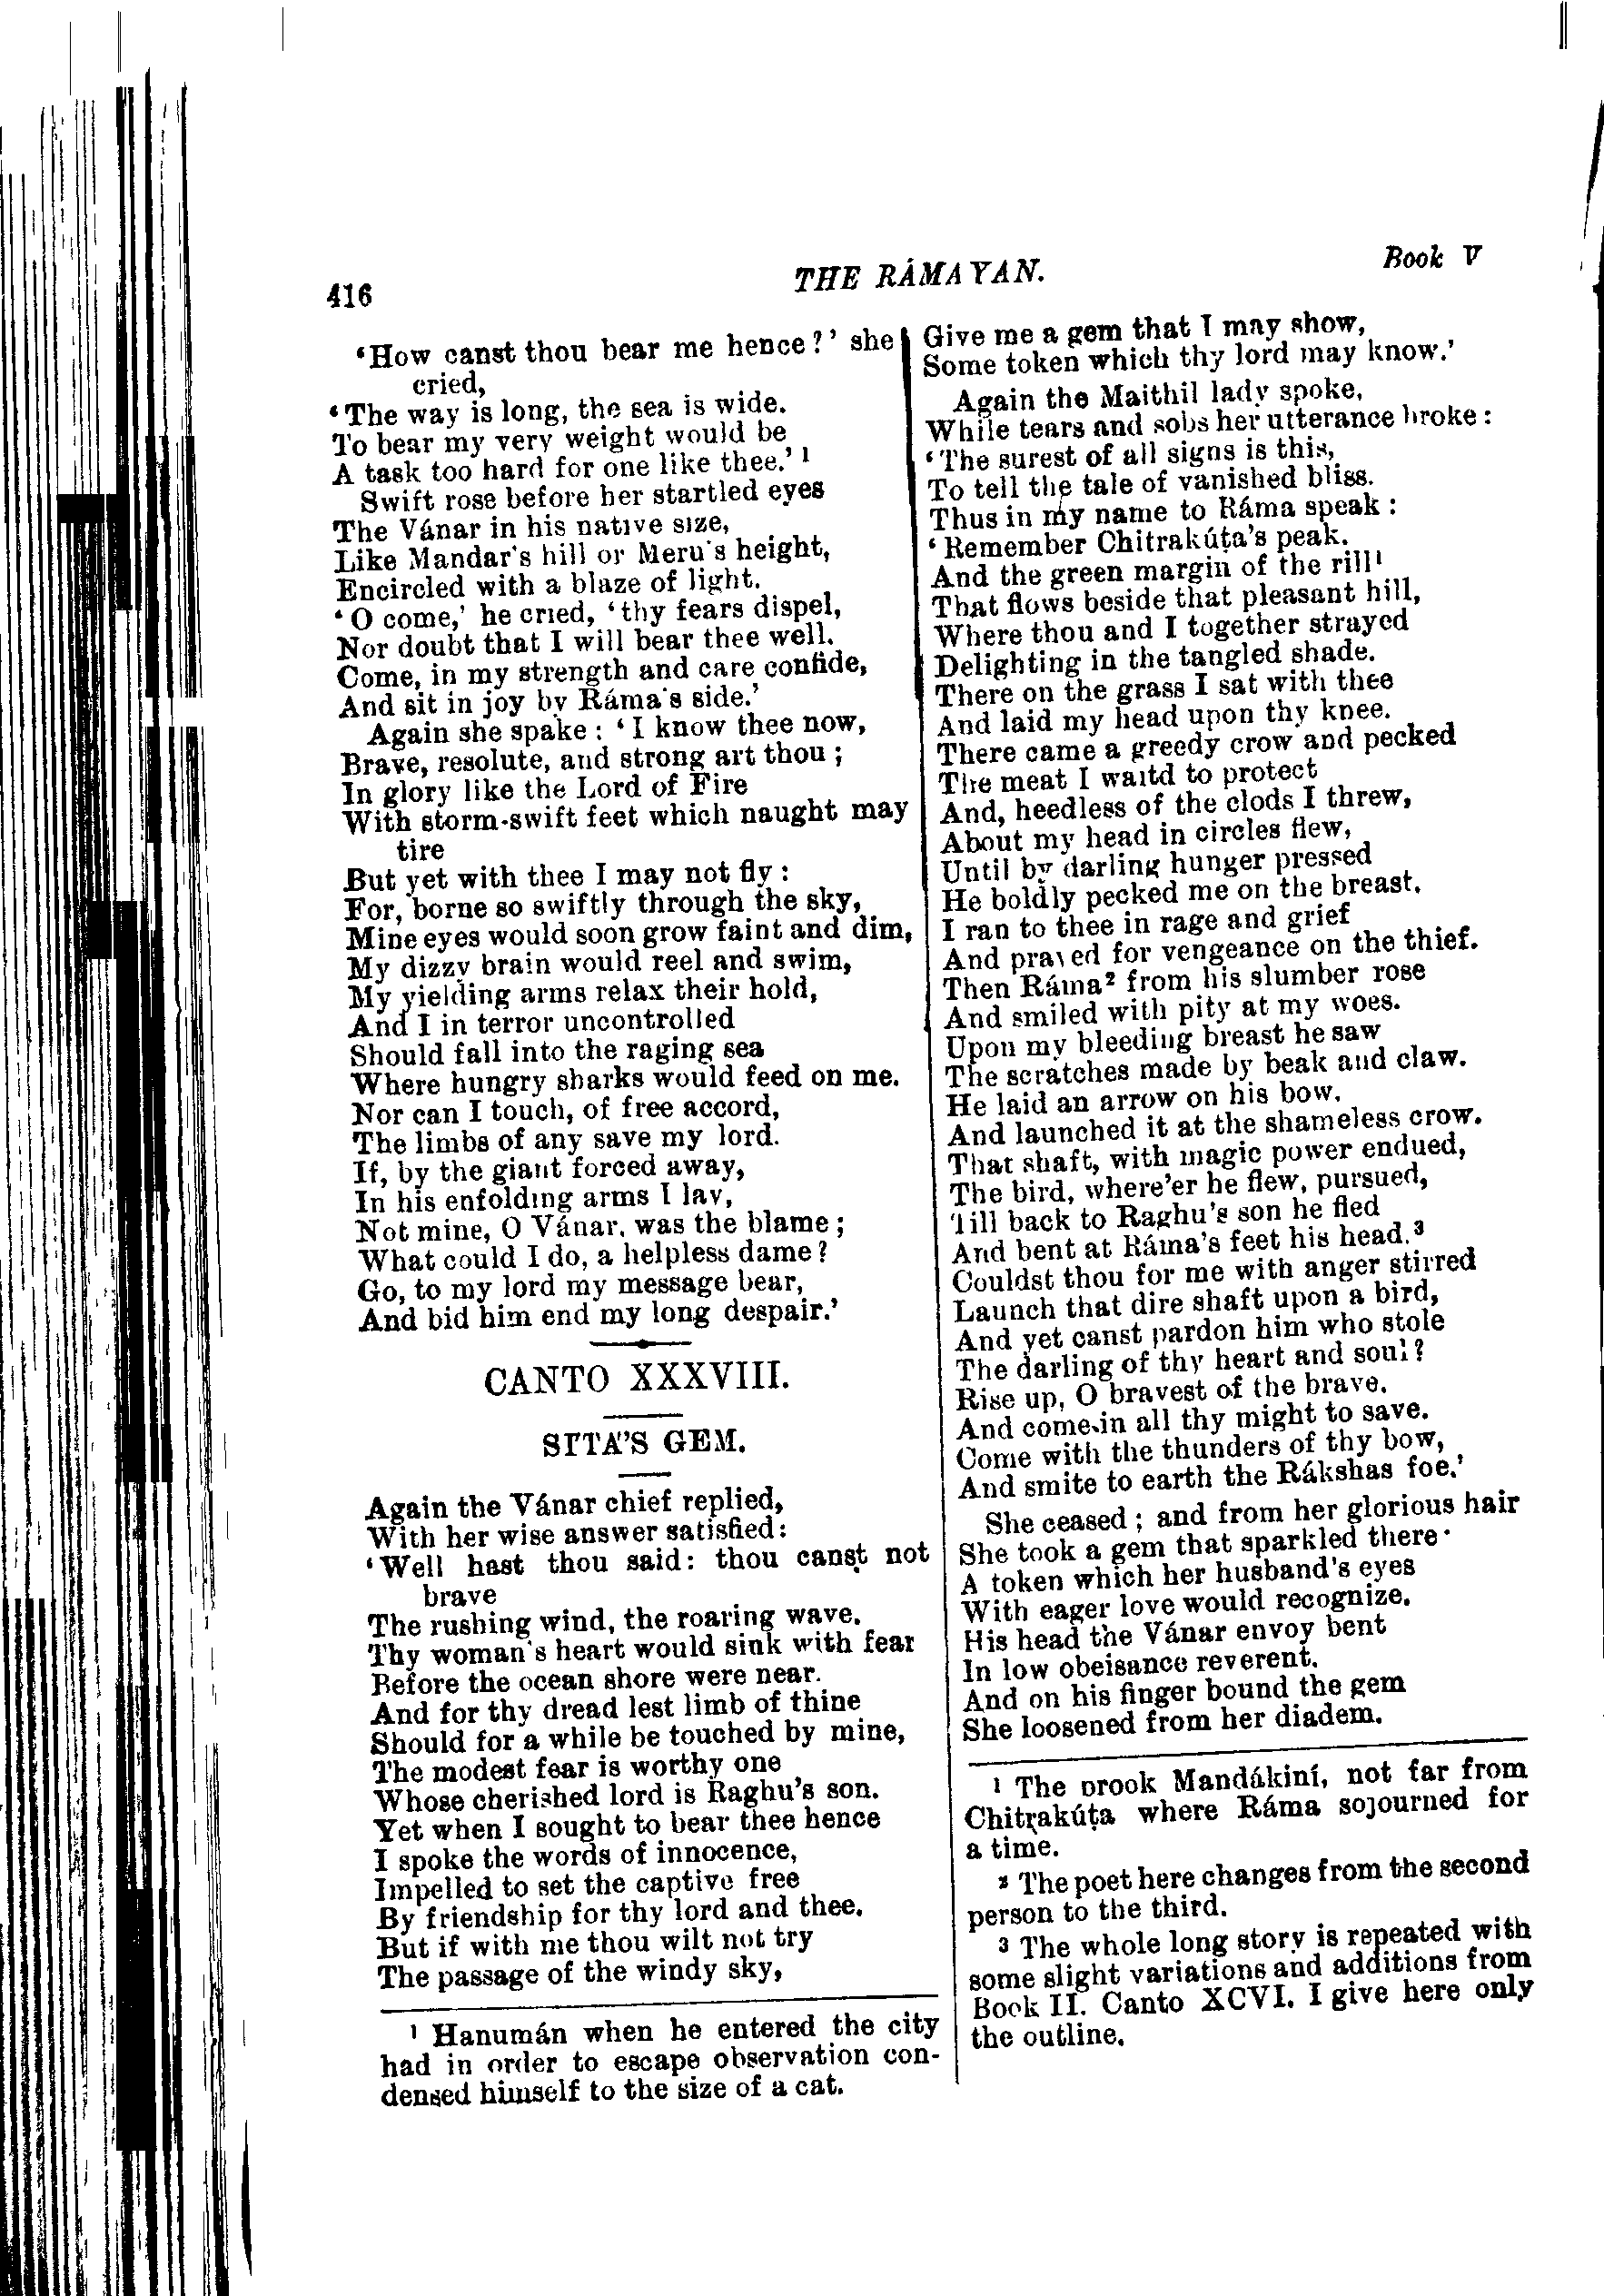 416
THE RÁMAYAN.
Book V
'How canst thou bear me hence?' she
cried,
'The way is long, the sea is wide.
To bear my very weight would be
A task too hard for one like thee.' 1
Swift rose before her startled eyes
The Vánar in his native size,
Like Mandar's hill or Meru's height,
Encircled with a blaze of light.
'O come,' he cried, 'thy fears dispel,
Nor doubt that I will bear thee well.
Come, in my strength and care confide,
And sit in joy by Ráma's side.'
Again she spake : 'I know thee now,
Brave, resolute, and strong art thou ;
In glory like the Lord of Fire
With storm-swift feet which naught may
tire
But yet with thee I may not fly :
For, borne so swiftly through the sky,
Mine eyes would soon grow faint and dim,
My dizzy brain would reel and swim,
My yielding arms relax their hold,
And I in terror uncontrolled
Should fall into the raging sea
Where hungry sharks would feed on me.
Nor can I touch, of free accord,
The limbs of any save my lord.
If, by the giant forced away,
In his enfolding arms I lay,
Not mine, O Vánar, was the blame ;
What could I do, a helpless dame?
Go, to my lord my message bear,
And bid him end my long despair.'
CANTO XXXVIII.
SITÁ'S GEM.
Again the Vánar chief replied,
With her wise answer satisfied:
'Well hast thou said: thou canst not
brave
The rushing wind, the roaring wave.
Thy woman's heart would sink with fear
Before the ocean shore were near.
And for thy dread lest limb of thine
Should for a while be touched by mine,
The modest fear is worthy one
Whose cherished lord is Raghu's son.
Yet when I sought to bear thee hence
I spoke the words of innocence,
Impelled to set the captive free
By friendship for thy lord and thee.
But if with me thou wilt not try
The passage of the windy sky,
1 Hanumán when he entered the city
had in order to escape observation con-
densed himself to the size of a cat.
Give me a gem that I may show,
Some token which thy lord may know.'
Again the Maithil lady spoke,
While tears and sobs her utterance broke :
'The surest of all signs is this,
To tell the tale of vanished bliss.
Thus in my name to Ráma speak :
'Remember Chitrakúṭa's peak.
And the green margin of the rill1
That flows beside that pleasant hill,
Where thou and I together strayed
Delighting in the tangled shade.
There on the grass I sat with thee
And laid my head upon thy knee.
There came a greedy crow and pecked
The meat I waitd to protect
And, heedless of the clods I threw,
About my head in circles flew,
Until by darling hunger pressed
He boldly pecked me on the breast.
I ran to thee in rage and grief
And prayed for vengeance on the thief.
Then Ráma2 from his slumber rose
And smiled with pity at my woes.
Upon my bleeding breast he saw
The scratches made by beak and claw.
He laid an arrow on his bow,
And launched it at the shameless crow.
That shaft, with magic power endued,
The bird, where'er he flew, pursued,
Till back to Raghu's son he fled
And bent at Ráma's feet his head.3
Couldst thou for me with anger stirred
Launch that dire shaft upon a bird,
And yet canst pardon him who stole
The darling of thy heart and soul?
Rise up, O bravest of the brave,
And come in all thy might to save.
Come with the thunders of thy bow,
And smite to earth the Rákshas foe.'
She ceased ; and from her glorious hair
She took a gem that sparkled there
A token which her husband's eyes
With eager love would recognize.
His head the Vánar envoy bent
In low obeisance reverent.
And on his finger bound the gem
She loosened from her diadem.
1 The brook Mandákiní, not far from
Chitrakúṭa where Ráma sojourned for
a time.
2 The poet here changes from the second
person to the third.
3 The whole long story is repeated with
some slight variations and additions from
Book II. Canto XCVI. I give here only
the outline.